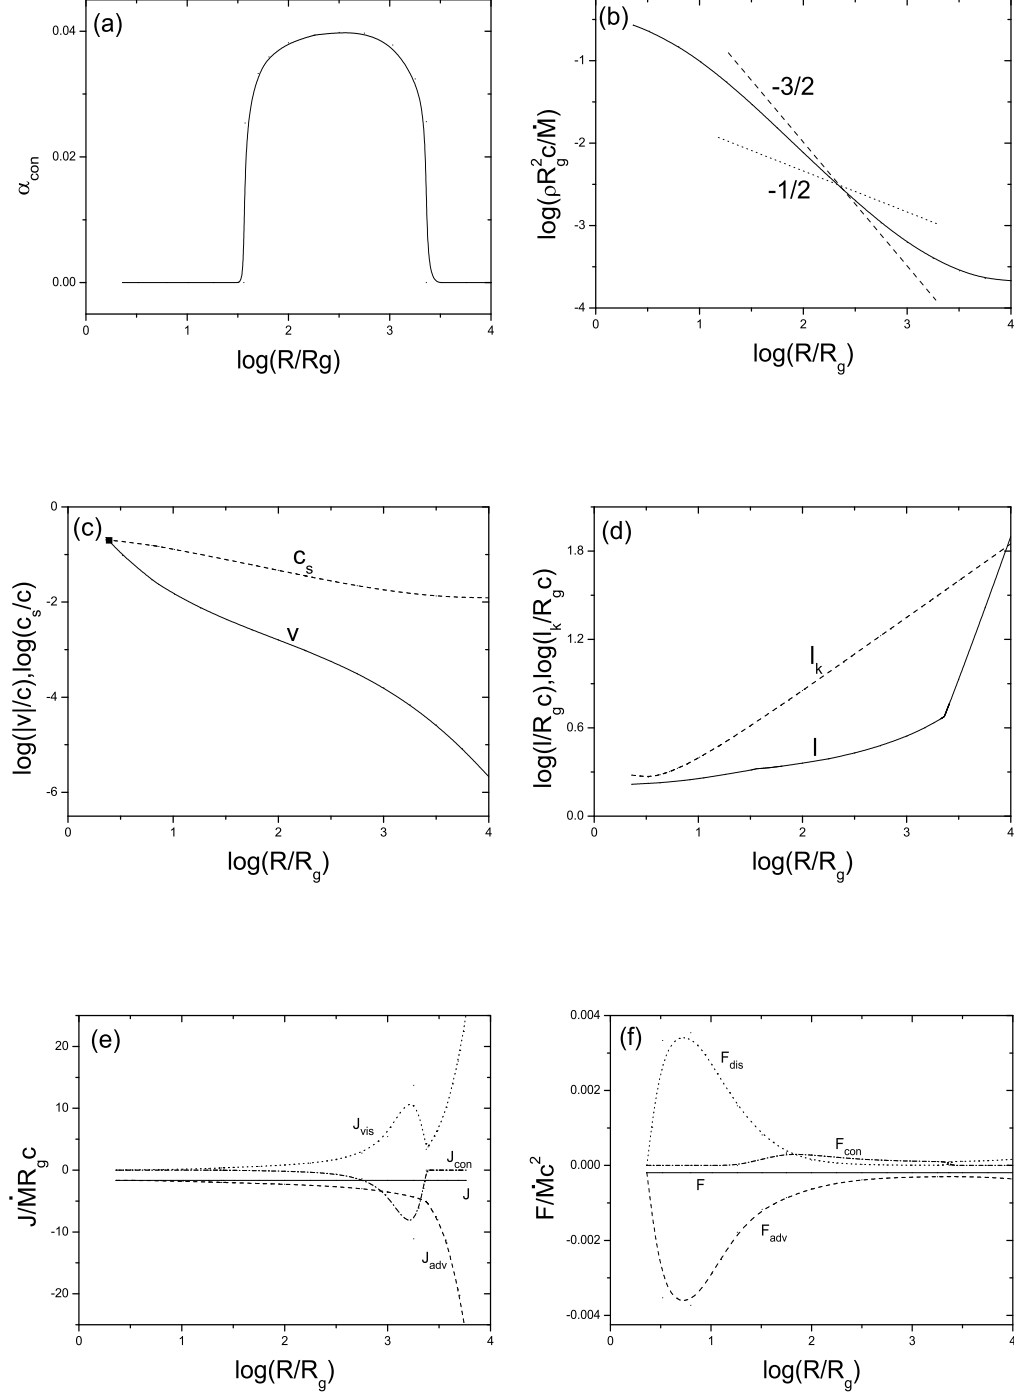 (a)
0.04
0.02
0.00
α_con
0 1 2 3 4
log(R/Rg)
(b)
-1
-2
-3
-4
log(ρR_g^2c/Ṁ)
-3/2
-1/2
0 1 2 3 4
log(R/R_g)
(c)
0
-2
-4
-6
log(|v|/c),log(c_s/c)
c_s
v
0 1 2 3 4
log(R/R_g)
(d)
1.8
1.2
0.6
0.0
log(l/R_gc),log(l_k/R_gc)
l_k
l
0 1 2 3 4
log(R/R_g)
(e)
20
10
0
-10
-20
J/ṀR_gc
J_vis
J_con
J
J_adv
0 1 2 3 4
log(R/R_g)
(f)
0.004
0.002
0.000
-0.002
-0.004
F/Ṁc^2
F_dis
F_con
F
F_adv
0 1 2 3 4
log(R/R_g)